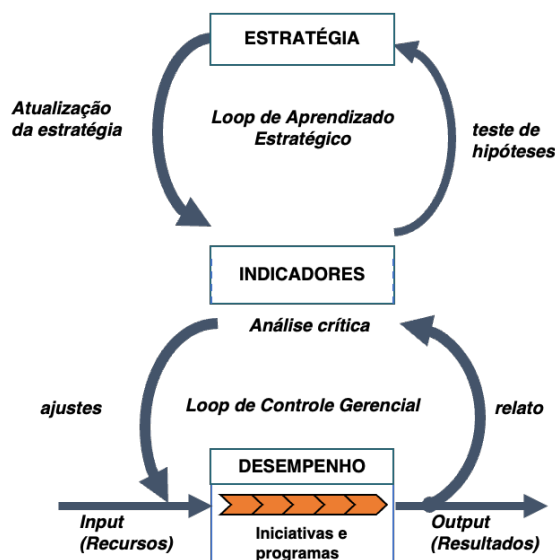 ESTRATÉGIA
Atualização
da estratégia
Loop de Aprendizado
Estratégico
teste de
hipóteses
INDICADORES
Análise crítica
ajustes
Loop de Controle Gerencial
relato
DESEMPENHO
Input
(Recursos)
Iniciativas e
programas
Output
(Resultados)